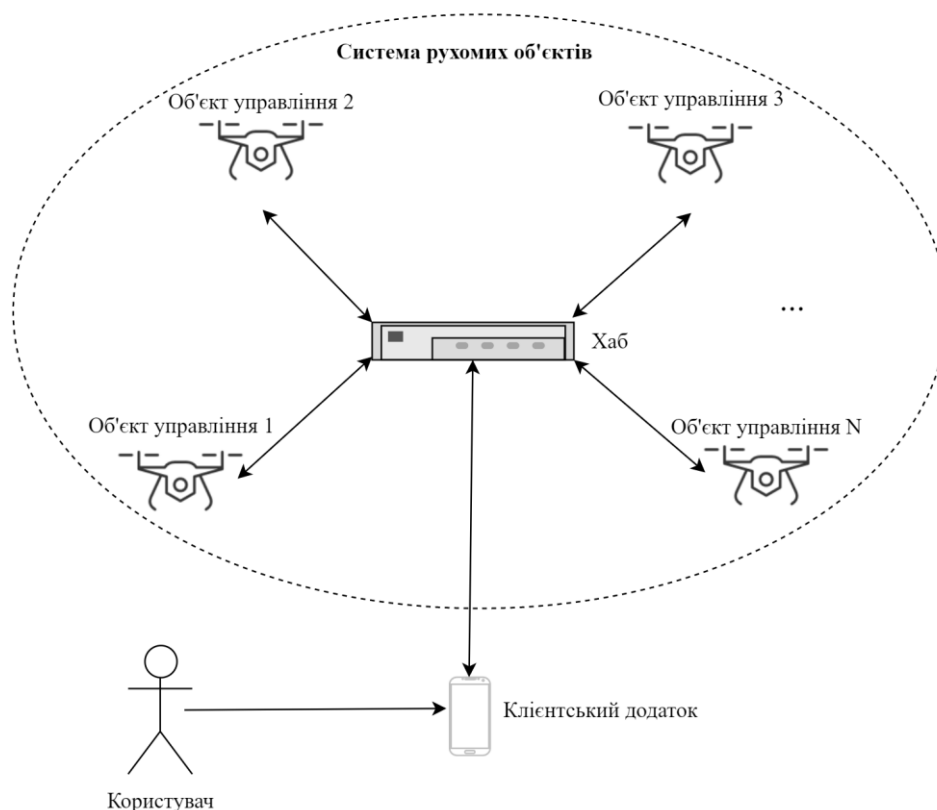 Система рухомих об'єктів
Об'єкт управління 2
Об'єкт управління 3
...
Хаб
Об'єкт управління 1
Об'єкт управління N
Клієнтський додаток
Користувач